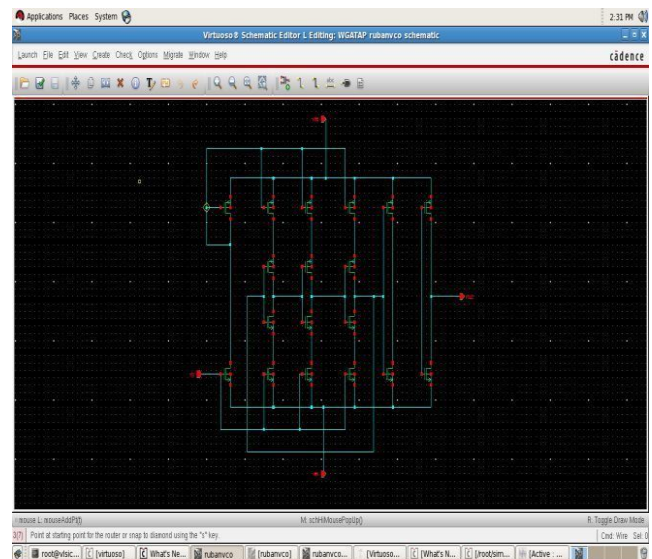 Applications Places System 2:31 PM
Virtuoso® Schematic Editor L Editing: WGATAP rubanvco schematic
Launch File Edit View Create Check Options Migrate Window Help cādence
mouse L: mouseAddPt() M: schHiMousePopUp() R: Toggle Draw Mode
3(7) Point at starting point for the router or snap to diamond using the "s" key. Cmd: Wire Sel: 0
root@vlsic... [virtuoso] [What's Ne... rubanvco [rubanvco] rubanvco... [Virtuoso... [What's N... [/root/sim... [Active : ...